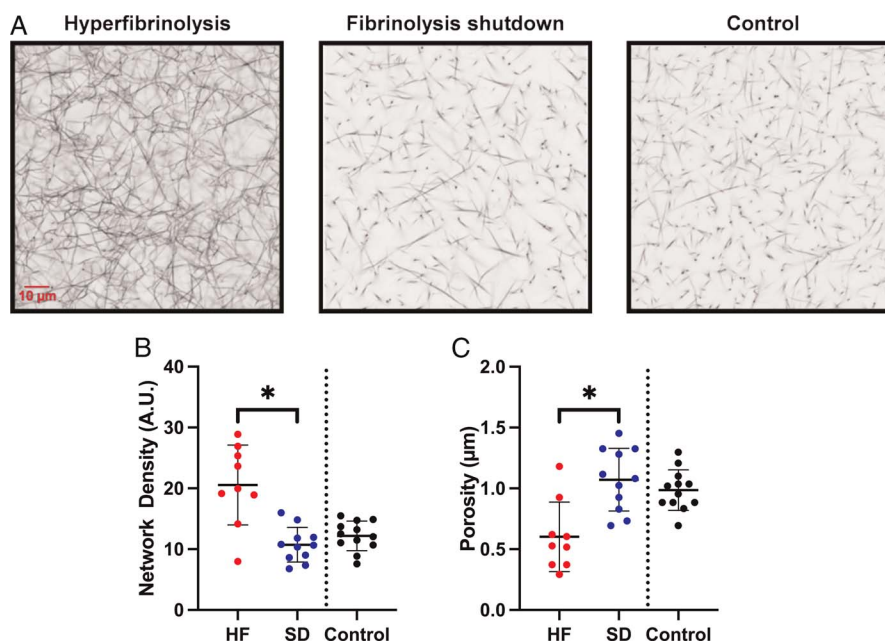 A
Hyperfibrinolysis
Fibrinolysis shutdown
Control
10 µm
B
Network Density (A.U.)
40
30
20
10
0
*
HF
SD
Control
C
Porosity (µm)
2.0
1.5
1.0
0.5
0.0
*
HF
SD
Control